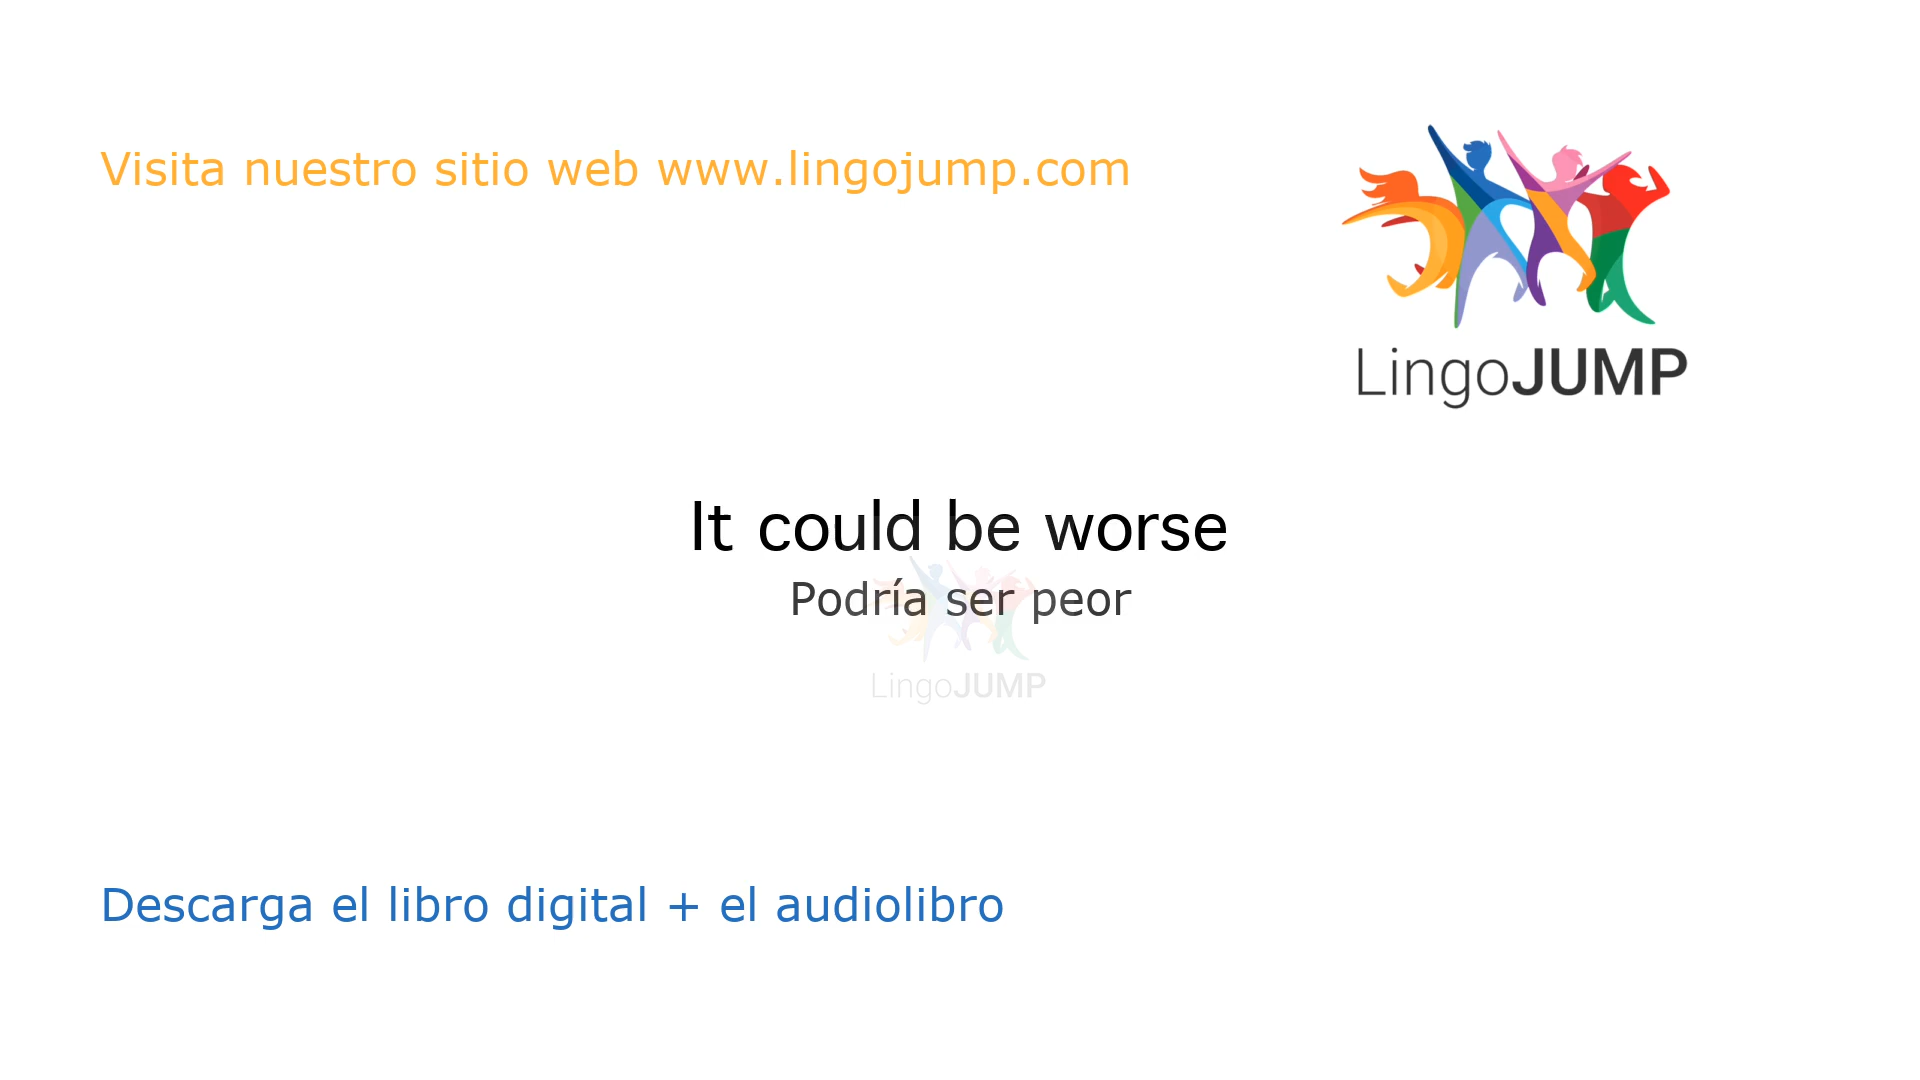 Visita nuestro sitio web www.lingojump.com
LingoJUMP
It could be worse
Podría ser peor
LingoJUMP
Descarga el libro digital + el audiolibro